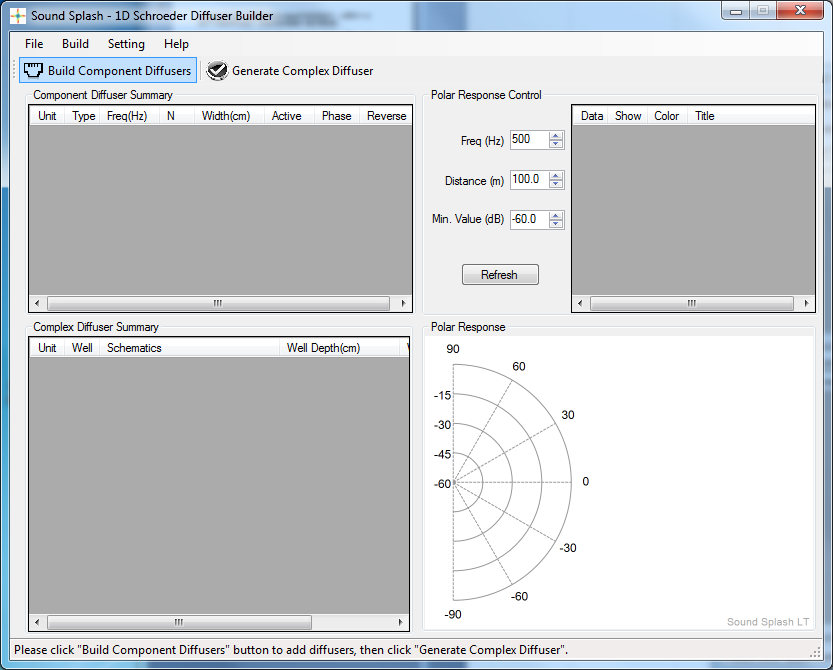 Sound Splash - 1D Schroeder Diffuser Builder
File Build Setting Help
Build Component Diffusers Generate Complex Diffuser
Component Diffuser Summary
Unit Type Freq(Hz) N Width(cm) Active Phase Reverse
Polar Response Control
Freq (Hz) 500
Distance (m) 100.0
Min. Value (dB) -60.0
Refresh
Data Show Color Title
Complex Diffuser Summary
Unit Well Schematics Well Depth(cm)
Polar Response
90
60
-15
30
-30
-45
-60 0
-30
-60
-90
Sound Splash LT
Please click "Build Component Diffusers" button to add diffusers, then click "Generate Complex Diffuser".